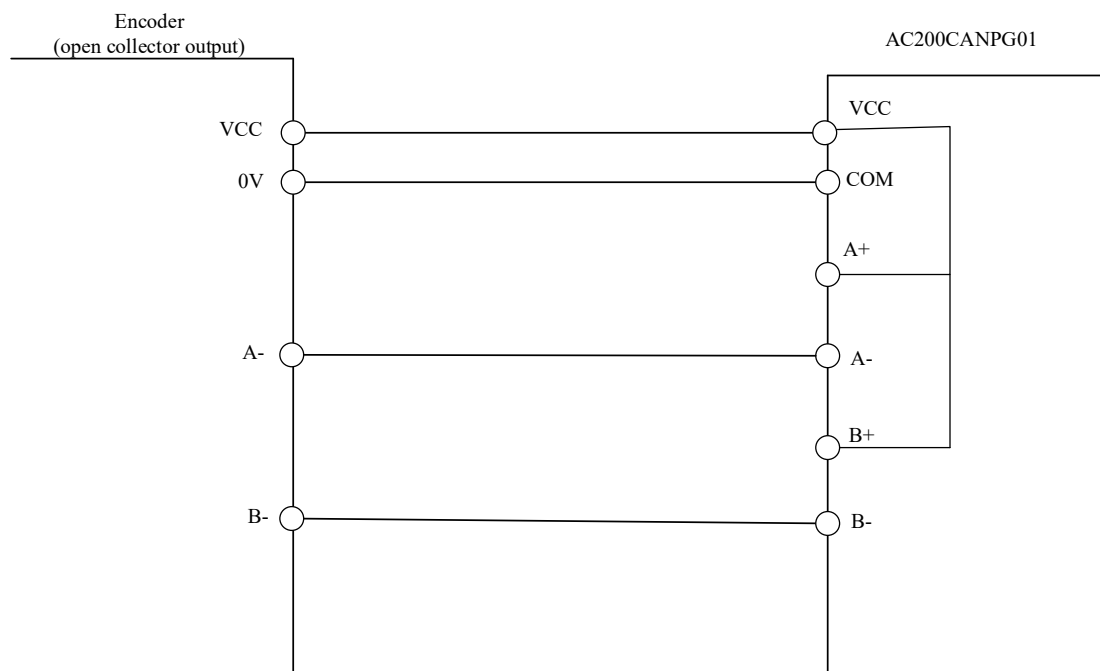 Encoder
(open collector output)
AC200CANPG01
VCC
VCC
0V
COM
A+
A-
A-
B+
B-
B-